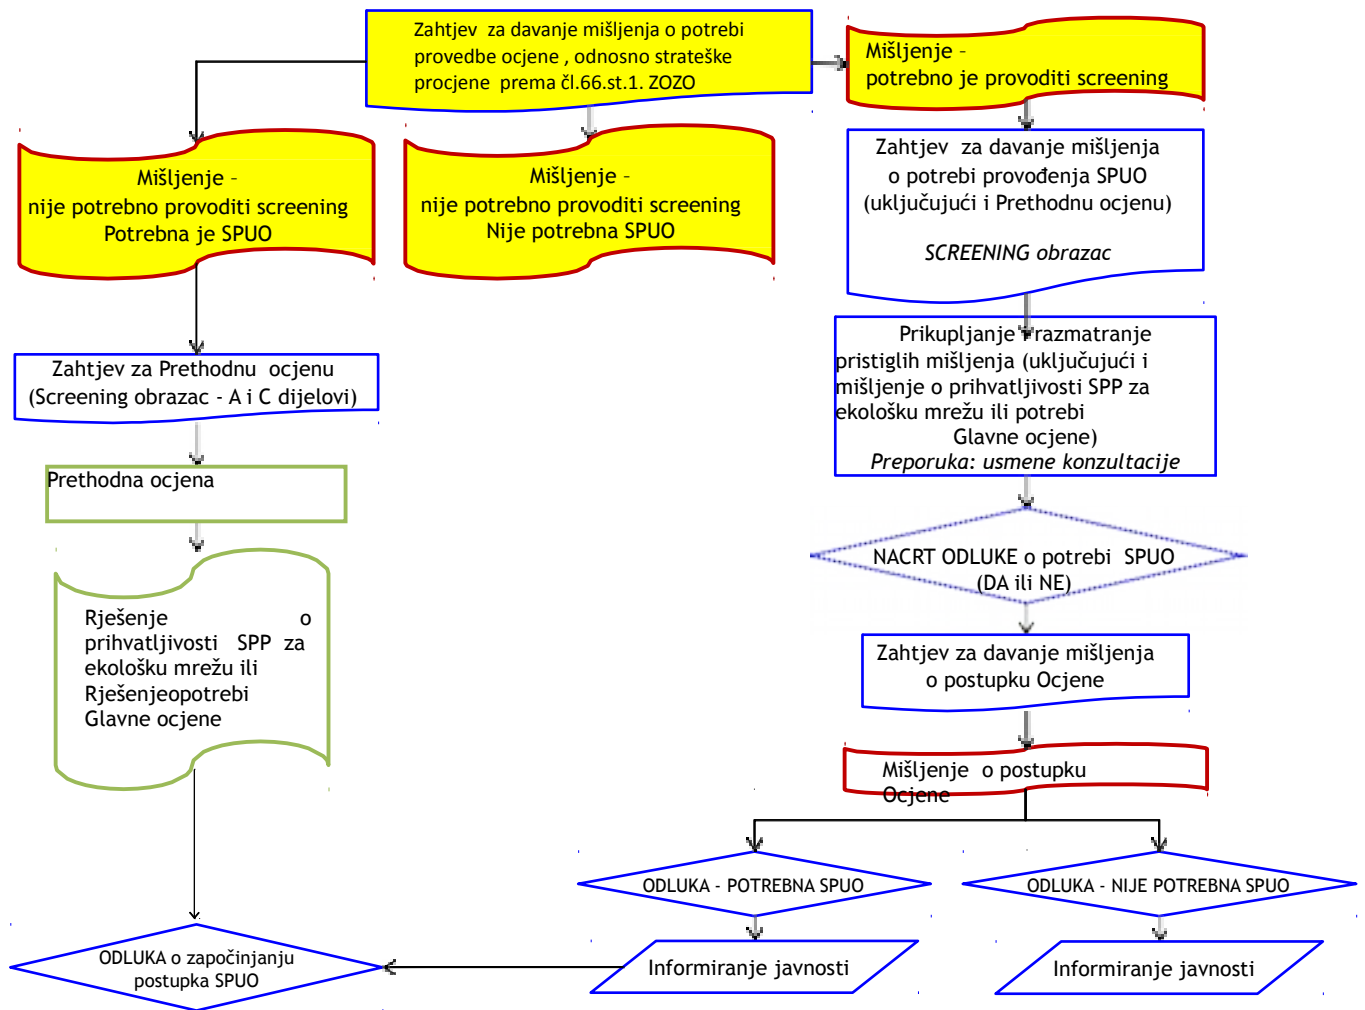 Zahtjev za davanje mišljenja o potrebi
provedbe ocjene , odnosno strateške
procjene prema čl.66.st.1. ZOZO
Mišljenje –
potrebno je provoditi screening
Mišljenje –
nije potrebno provoditi screening
Potrebna je SPUO
Mišljenje –
nije potrebno provoditi screening
Nije potrebna SPUO
Zahtjev za davanje mišljenja
o potrebi provođenja SPUO
(uključujući i Prethodnu ocjenu)
SCREENING obrazac
Zahtjev za Prethodnu ocjenu
(Screening obrazac - A i C dijelovi)
Prikupljanje i razmatranje
pristiglih mišljenja (uključujući i
mišljenje o prihvatljivosti SPP za
ekološku mrežu ili potrebi
Glavne ocjene)
Preporuka: usmene konzultacije
Prethodna ocjena
NACRT ODLUKE o potrebi SPUO
(DA ili NE)
Rješenje o
prihvatljivosti SPP za
ekološku mrežu ili
Rješenjeopotrebi
Glavne ocjene
Zahtjev za davanje mišljenja
o postupku Ocjene
Mišljenje o postupku
Ocjene
ODLUKA - POTREBNA SPUO
ODLUKA - NIJE POTREBNA SPUO
ODLUKA o započinjanju
postupka SPUO
Informiranje javnosti
Informiranje javnosti